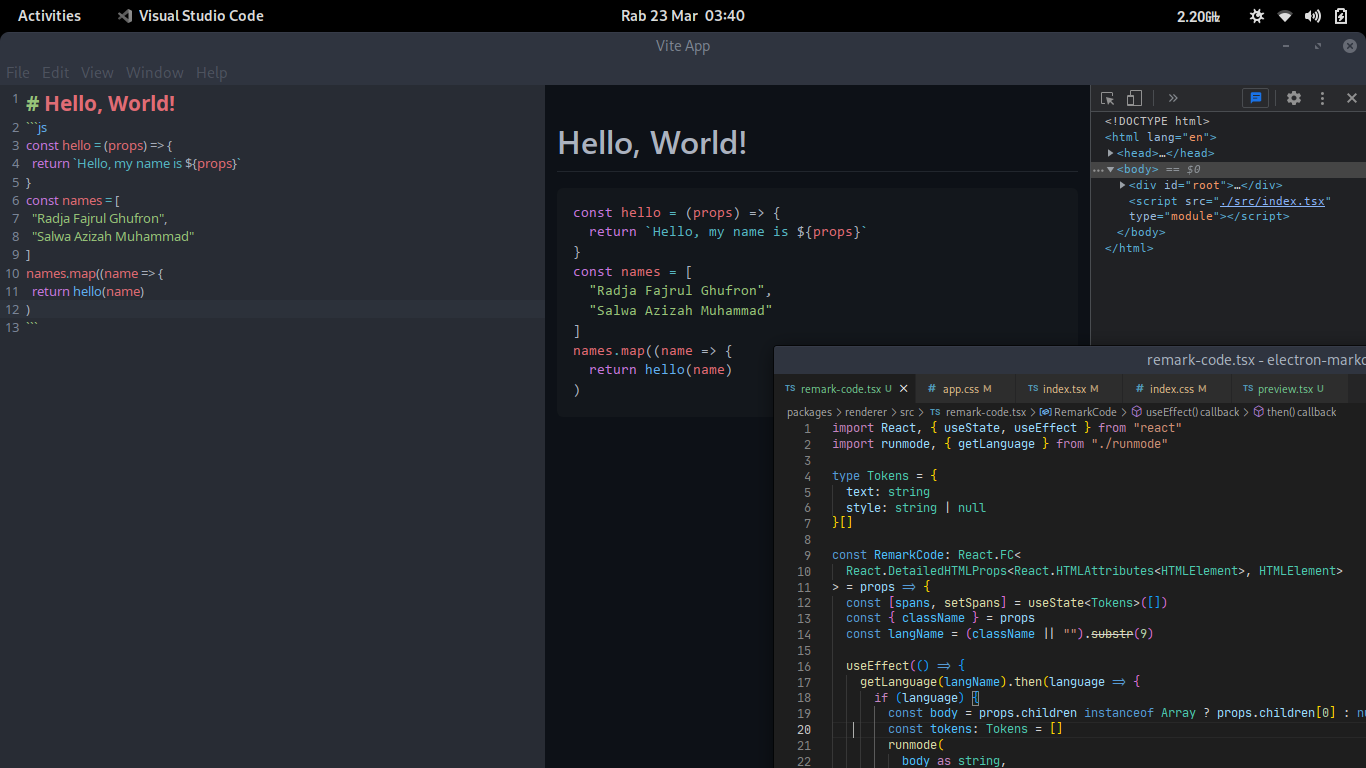 Activities Visual Studio Code Rab 23 Mar 03:40 2.20GHz
Vite App
File Edit View Window Help
1 # Hello, World!
2 ```js
3 const hello = (props) => {
4 return `Hello, my name is ${props}`
5 }
6 const names = [
7 "Radja Fajrul Ghufron",
8 "Salwa Azizah Muhammad"
9 ]
10 names.map((name => {
11 return hello(name)
12 )
13 ```
Hello, World!
const hello = (props) => {
return `Hello, my name is ${props}`
}
const names = [
"Radja Fajrul Ghufron",
"Salwa Azizah Muhammad"
]
names.map((name => {
return hello(name)
)
<!DOCTYPE html>
<html lang="en">
<head>…</head>
<body> == $0
<div id="root">…</div>
<script src="./src/index.tsx"
type="module"></script>
</body>
</html>
remark-code.tsx - electron-markd
TS remark-code.tsx U # app.css M TS index.tsx M # index.css M TS preview.tsx U
packages > renderer > src > TS remark-code.tsx > RemarkCode > useEffect() callback > then() callback
1 import React, { useState, useEffect } from "react"
2 import runmode, { getLanguage } from "./runmode"
3
4 type Tokens = {
5 text: string
6 style: string | null
7 }[]
8
9 const RemarkCode: React.FC<
10 React.DetailedHTMLProps<React.HTMLAttributes<HTMLElement>, HTMLElement>
11 > = props => {
12 const [spans, setSpans] = useState<Tokens>([])
13 const { className } = props
14 const langName = (className || "").substr(9)
15
16 useEffect(() => {
17 getLanguage(langName).then(language => {
18 if (language) {
19 const body = props.children instanceof Array ? props.children[0] : nu
20 const tokens: Tokens = []
21 runmode(
22 body as string,